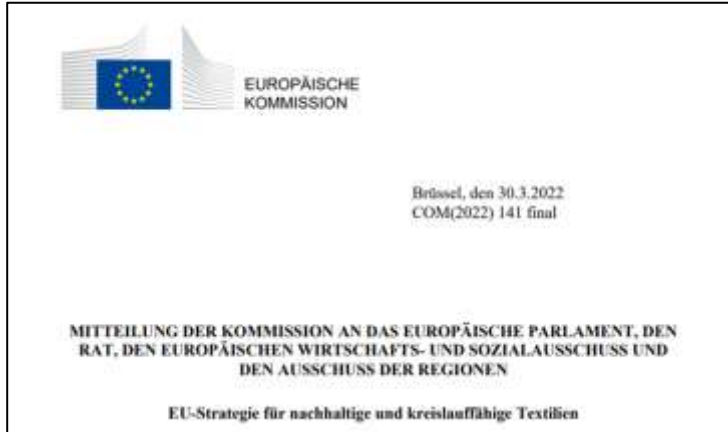 EUROPÄISCHE
KOMMISSION
Brüssel, den 30.3.2022
COM(2022) 141 final
MITTEILUNG DER KOMMISSION AN DAS EUROPÄISCHE PARLAMENT, DEN
RAT, DEN EUROPÄISCHEN WIRTSCHAFTS- UND SOZIALAUSSCHUSS UND
DEN AUSSCHUSS DER REGIONEN
EU-Strategie für nachhaltige und kreislauffähige Textilien